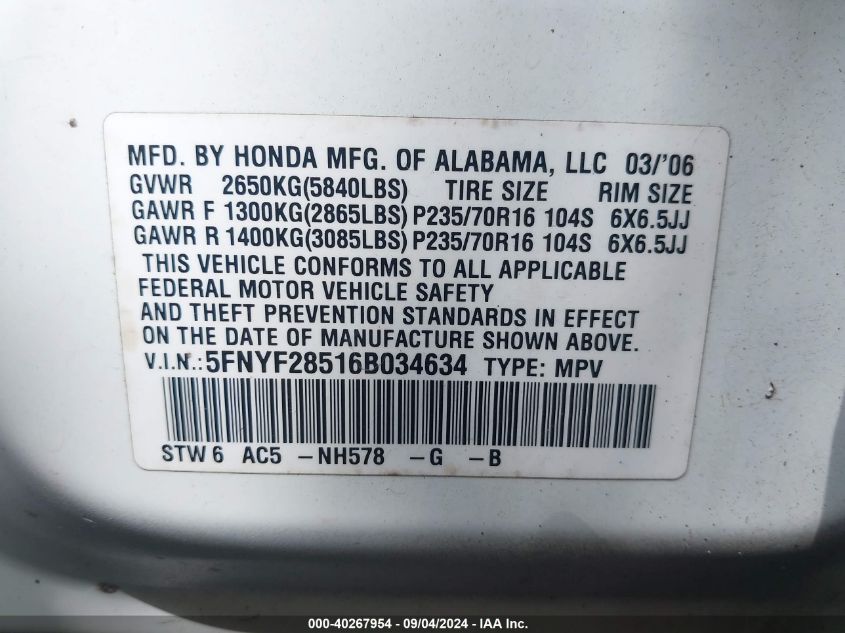 MFD. BY HONDA MFG. OF ALABAMA, LLC 03/'06
GVWR 2650KG(5840LBS) TIRE SIZE RIM SIZE
GAWR F 1300KG(2865LBS) P235/70R16 104S 6X6.5JJ
GAWR R 1400KG(3085LBS) P235/70R16 104S 6X6.5JJ
THIS VEHICLE CONFORMS TO ALL APPLICABLE
FEDERAL MOTOR VEHICLE SAFETY
AND THEFT PREVENTION STANDARDS IN EFFECT
ON THE DATE OF MANUFACTURE SHOWN ABOVE.
V.I.N.: 5FNYF28516B034634 TYPE: MPV
STW 6 AC5 -NH578 -G -B
000-40267954 - 09/04/2024 - IAA Inc.